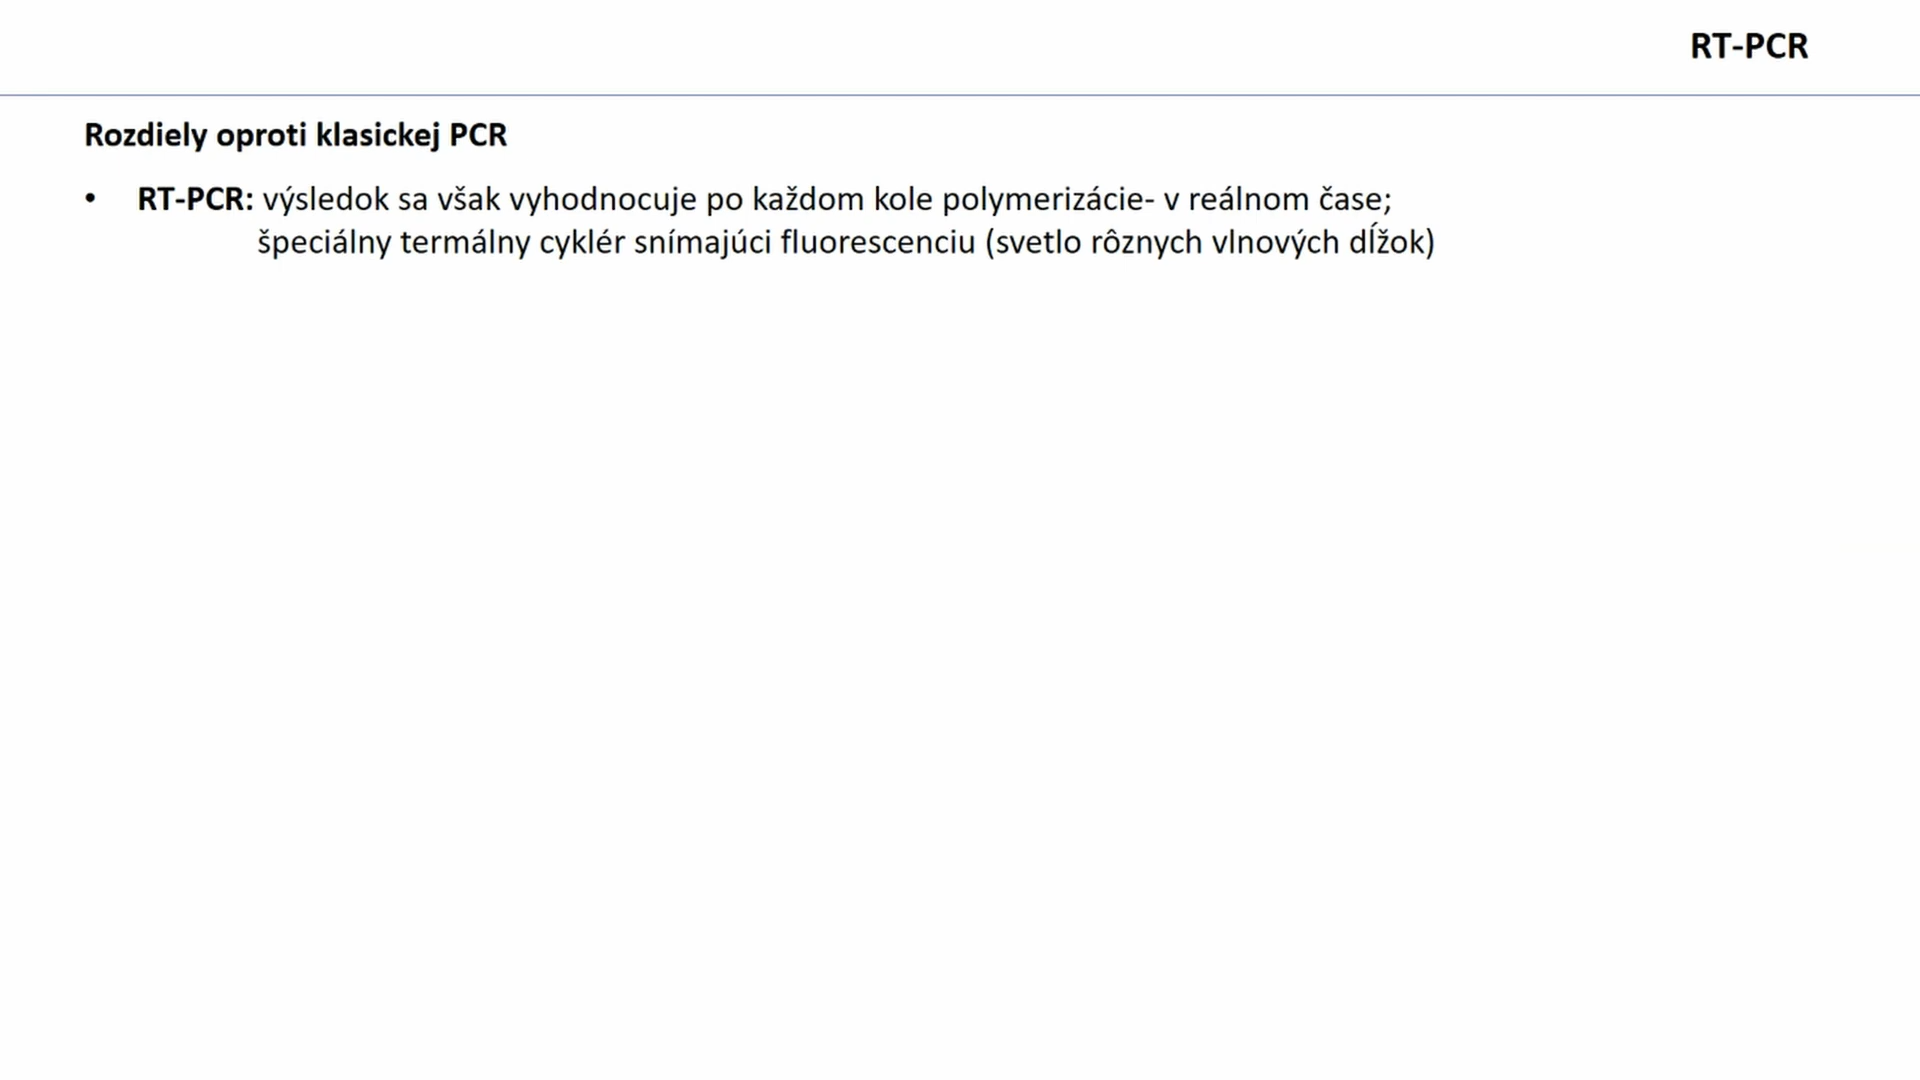 RT-PCR
Rozdiely oproti klasickej PCR
• RT-PCR: výsledok sa však vyhodnocuje po každom kole polymerizácie- v reálnom čase;
špeciálny termálny cyklér snímajúci fluorescenciu (svetlo rôznych vlnových dĺžok)